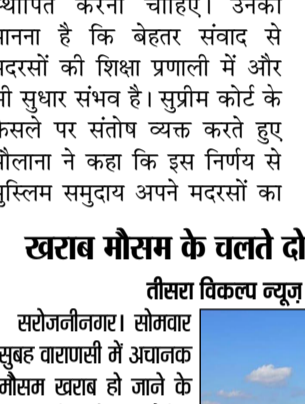 स्थापित करना चाहिए। उनका
मानना है कि बेहतर संवाद से
मदरसों की शिक्षा प्रणाली में और
भी सुधार संभव है। सुप्रीम कोर्ट के
फैसले पर संतोष व्यक्त करते हुए
मौलाना ने कहा कि इस निर्णय से
मुस्लिम समुदाय अपने मदरसों का
खराब मौसम के चलते दो
तीसरा विकल्प न्यूज़
सरोजनीनगर। सोमवार
सुबह वाराणसी में अचानक
मौसम खराब हो जाने के